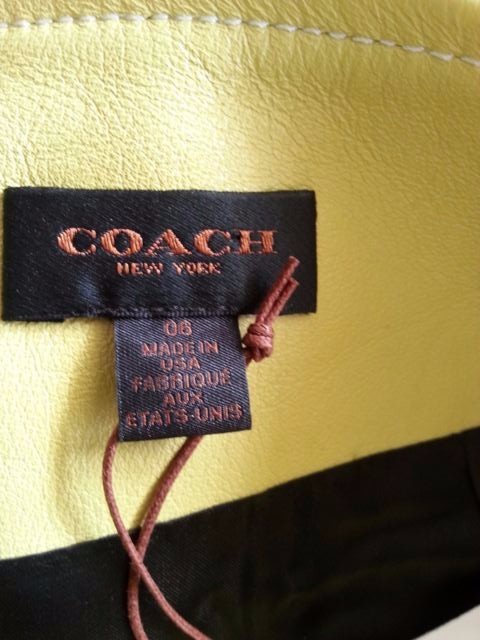 COACH
NEW YORK
06
MADE IN
USA
FABRIQUE
AUX
ETATS-UNIS